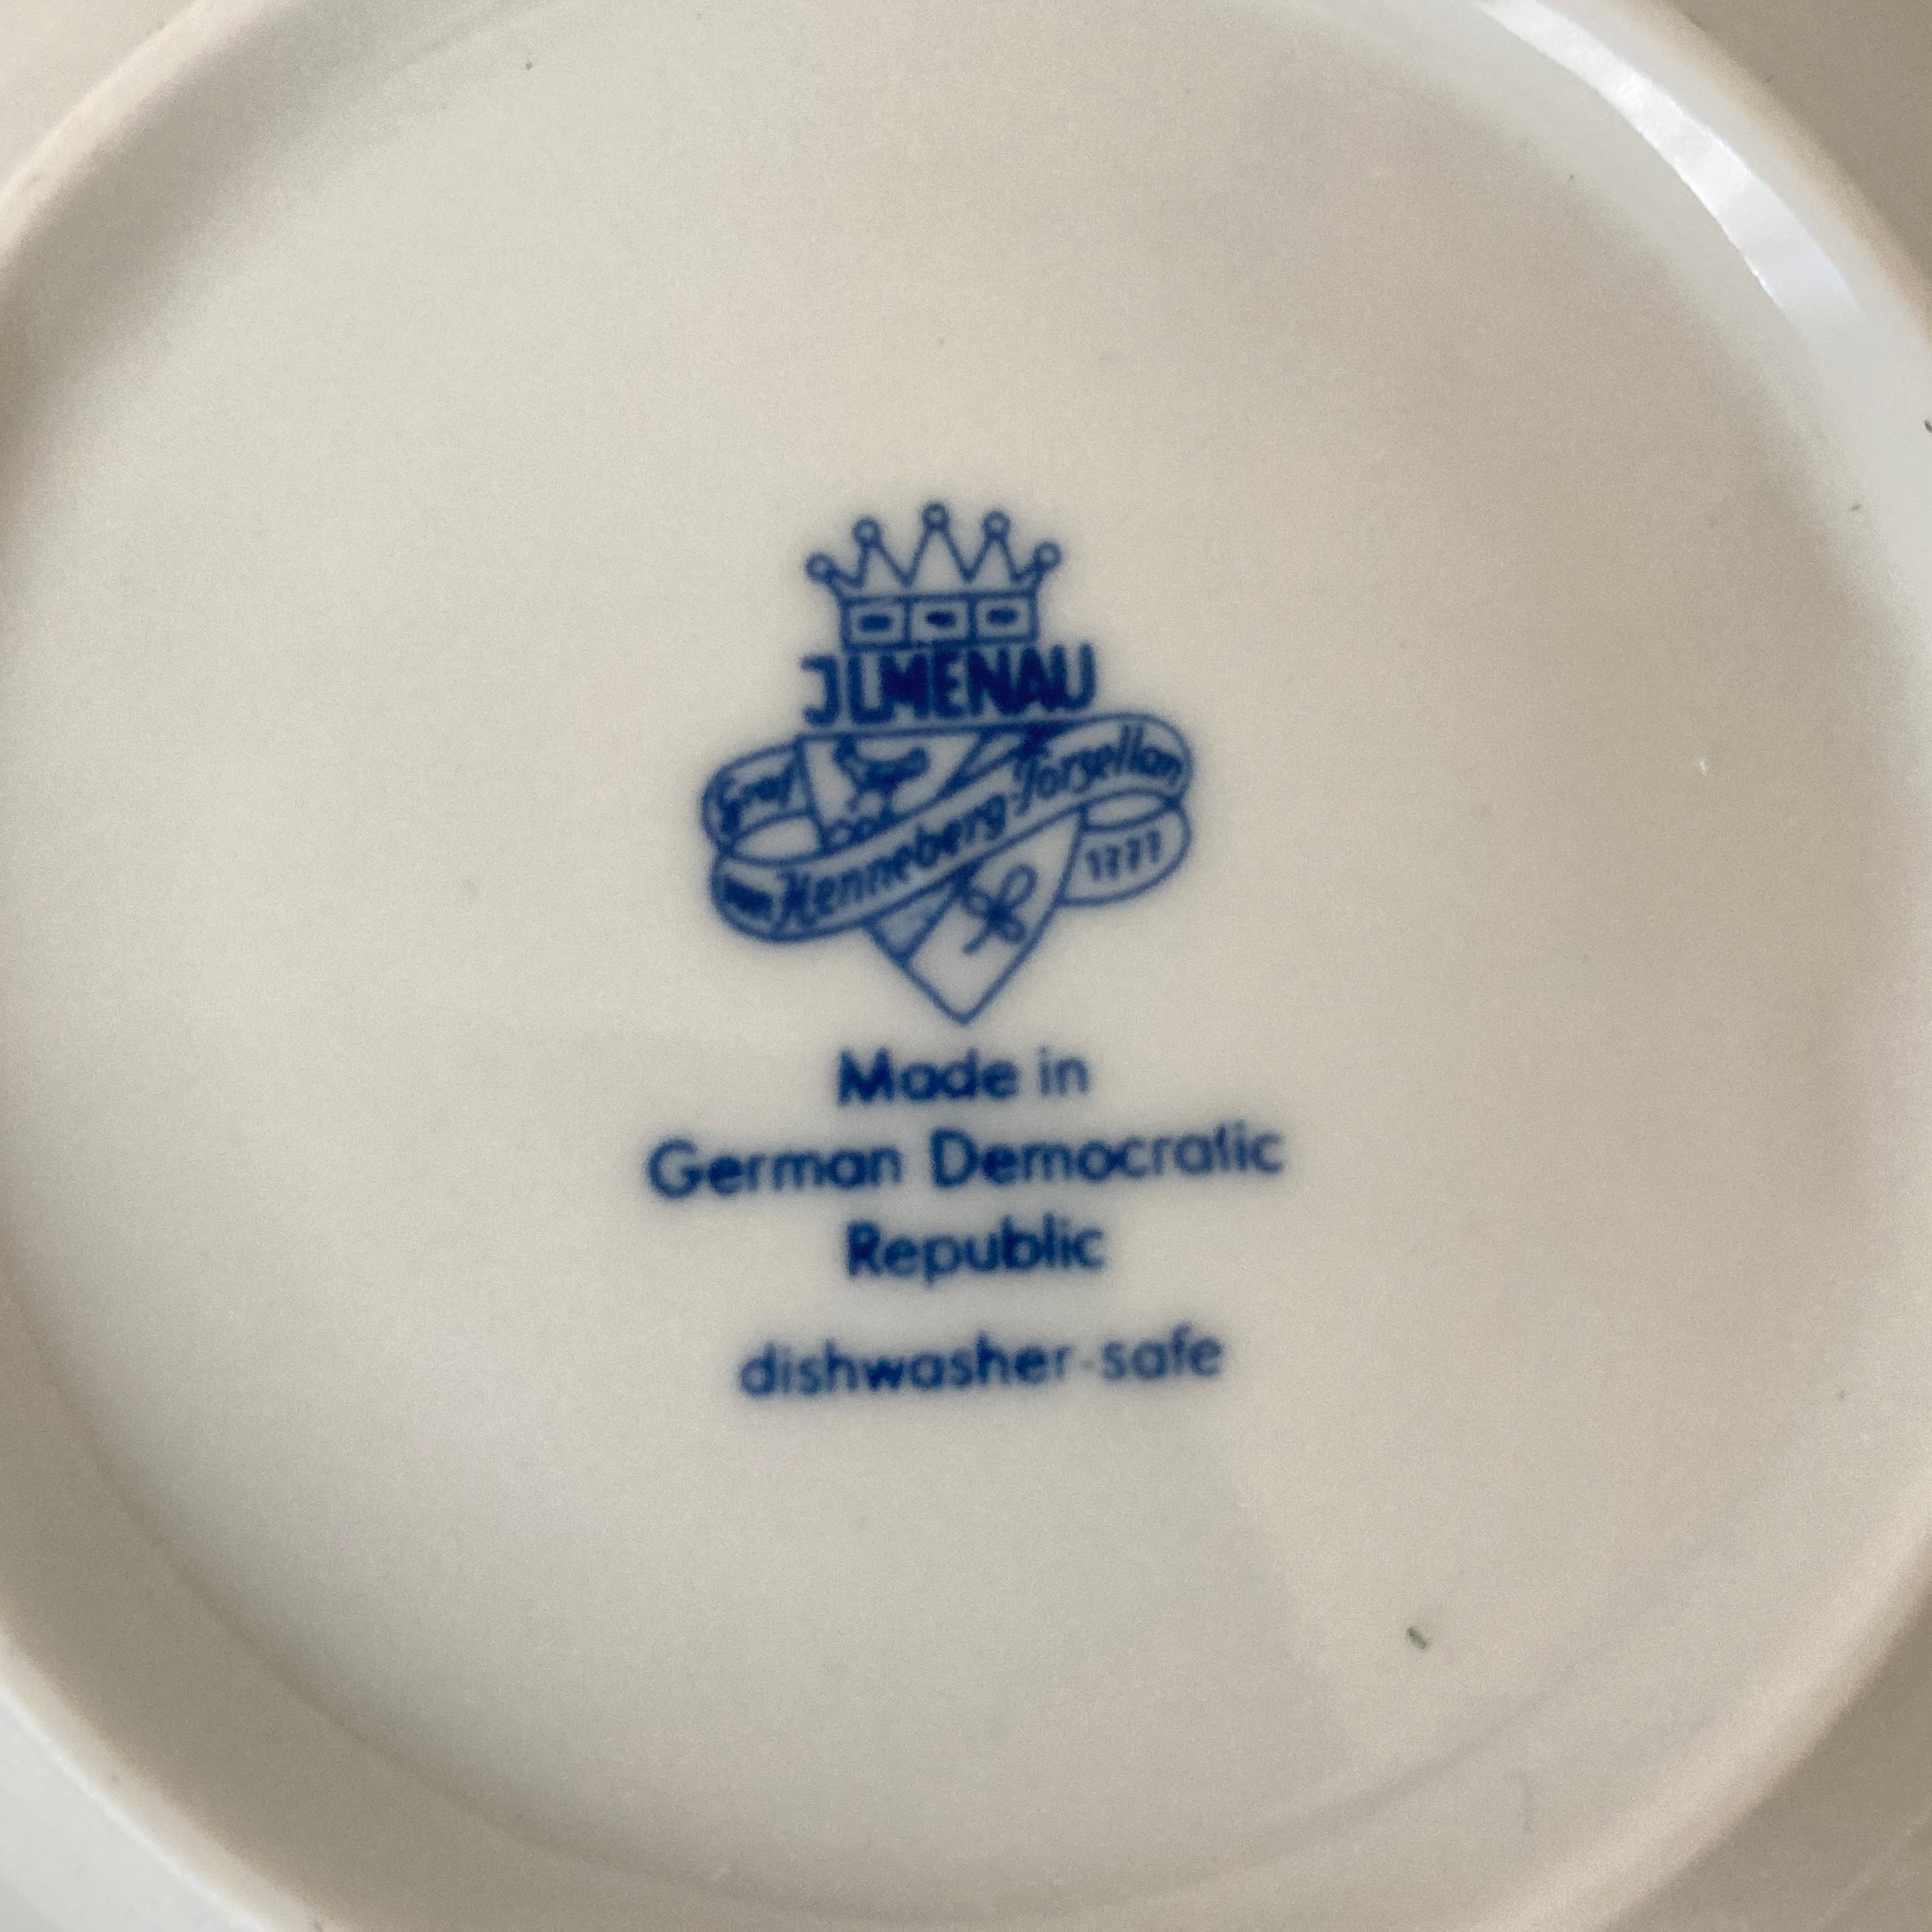 JLMENAU
Graf
von Henneberg-Porzellan
1777
Made in
German Democratic
Republic
dishwasher-safe